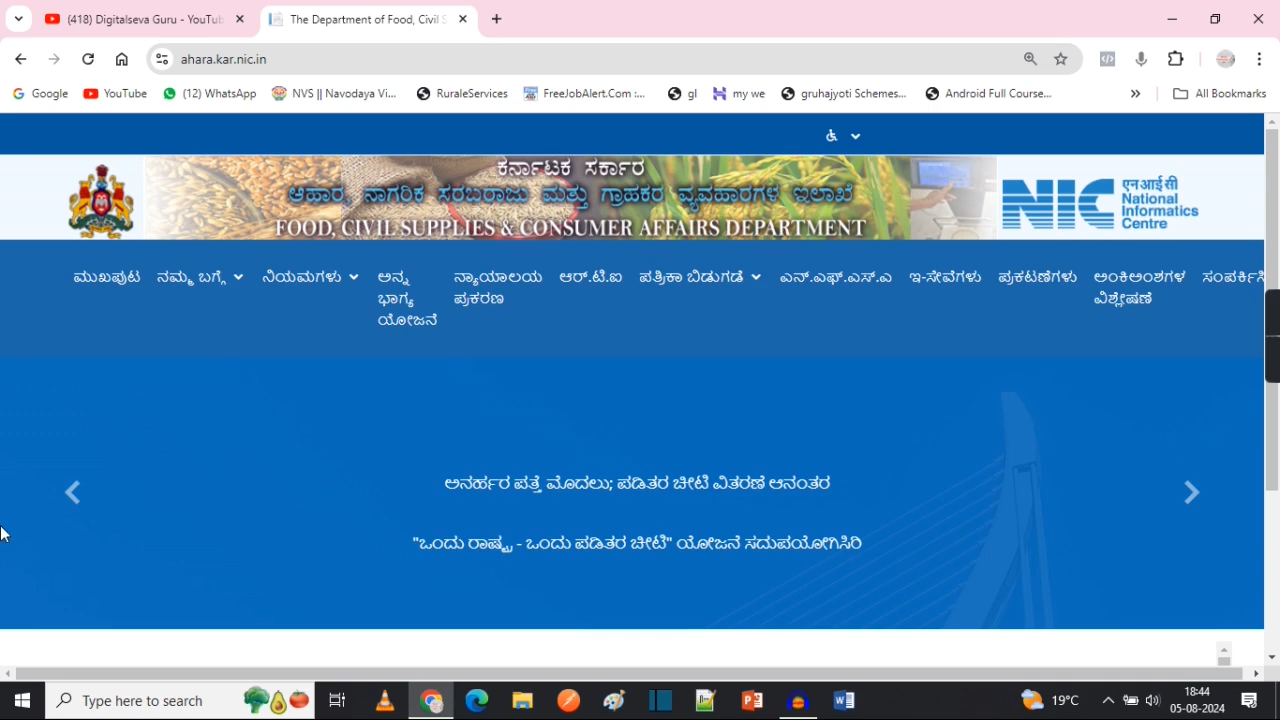 (418) Digitalseva Guru - YouTub
The Department of Food, Civil S
ahara.kar.nic.in
Google
YouTube
(12) WhatsApp
NVS || Navodaya Vi...
RuraleServices
FreeJobAlert.Com :...
gl
my we
gruhajyoti Schemes...
Android Full Course...
All Bookmarks
ಕರ್ನಾಟಕ ಸರ್ಕಾರ
ಆಹಾರ, ನಾಗರಿಕ ಸರಬರಾಜು ಮತ್ತು ಗ್ರಾಹಕರ ವ್ಯವಹಾರಗಳ ಇಲಾಖೆ
FOOD, CIVIL SUPPLIES & CONSUMER AFFAIRS DEPARTMENT
NIC
एन आई सी
National
Informatics
Centre
ಮುಖಪುಟ
ನಮ್ಮ ಬಗ್ಗೆ
ನಿಯಮಗಳು
ಅನ್ನ
ಭಾಗ್ಯ
ಯೋಜನೆ
ನ್ಯಾಯಾಲಯ
ಪ್ರಕರಣ
ಆರ್.ಟಿ.ಐ
ಪತ್ರಿಕಾ ಬಿಡುಗಡೆ
ಎನ್.ಎಫ್.ಎಸ್.ಎ
ಇ-ಸೇವೆಗಳು
ಪ್ರಕಟಣೆಗಳು
ಅಂಕಿಅಂಶಗಳ
ವಿಶ್ಲೇಷಣೆ
ಸಂಪರ್ಕಿಸಿ
ಅನರ್ಹರ ಪತ್ತೆ ಮೊದಲು; ಪಡಿತರ ಚೀಟಿ ವಿತರಣೆ ಆನಂತರ
"ಒಂದು ರಾಷ್ಟ್ರ - ಒಂದು ಪಡಿತರ ಚೀಟಿ" ಯೋಜನೆ ಸದುಪಯೋಗಿಸಿರಿ
Type here to search
19°C
18:44
05-08-2024